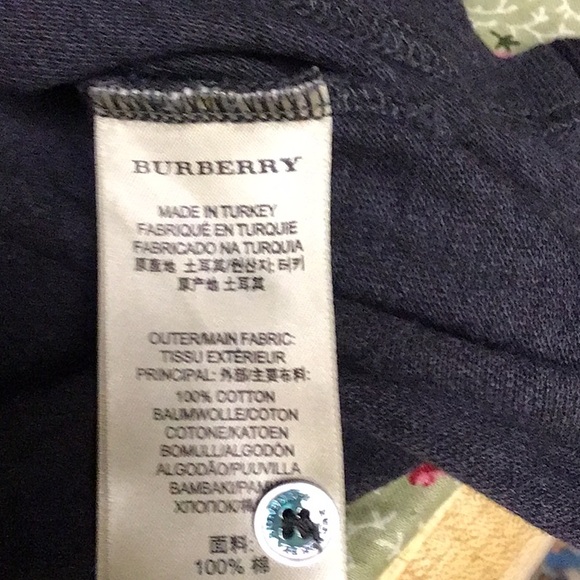 BURBERRY
MADE IN TURKEY
FABRIQUÉ EN TURQUIE
FABRICADO NA TURQUIA
原產地 土耳其/원산지: 터키
原产地 土耳其
OUTER/MAIN FABRIC:
TISSU EXTÉRIEUR
PRINCIPAL: 外部/主要布料:
100% COTTON
BAUMWOLLE/COTON
COTONE/KATOEN
BOMULL/ALGODÓN
ALGODÃO/PUUVILLA
BAMBAKI/
ΧΠΟΠΟΚ/
面料:
100% 棉